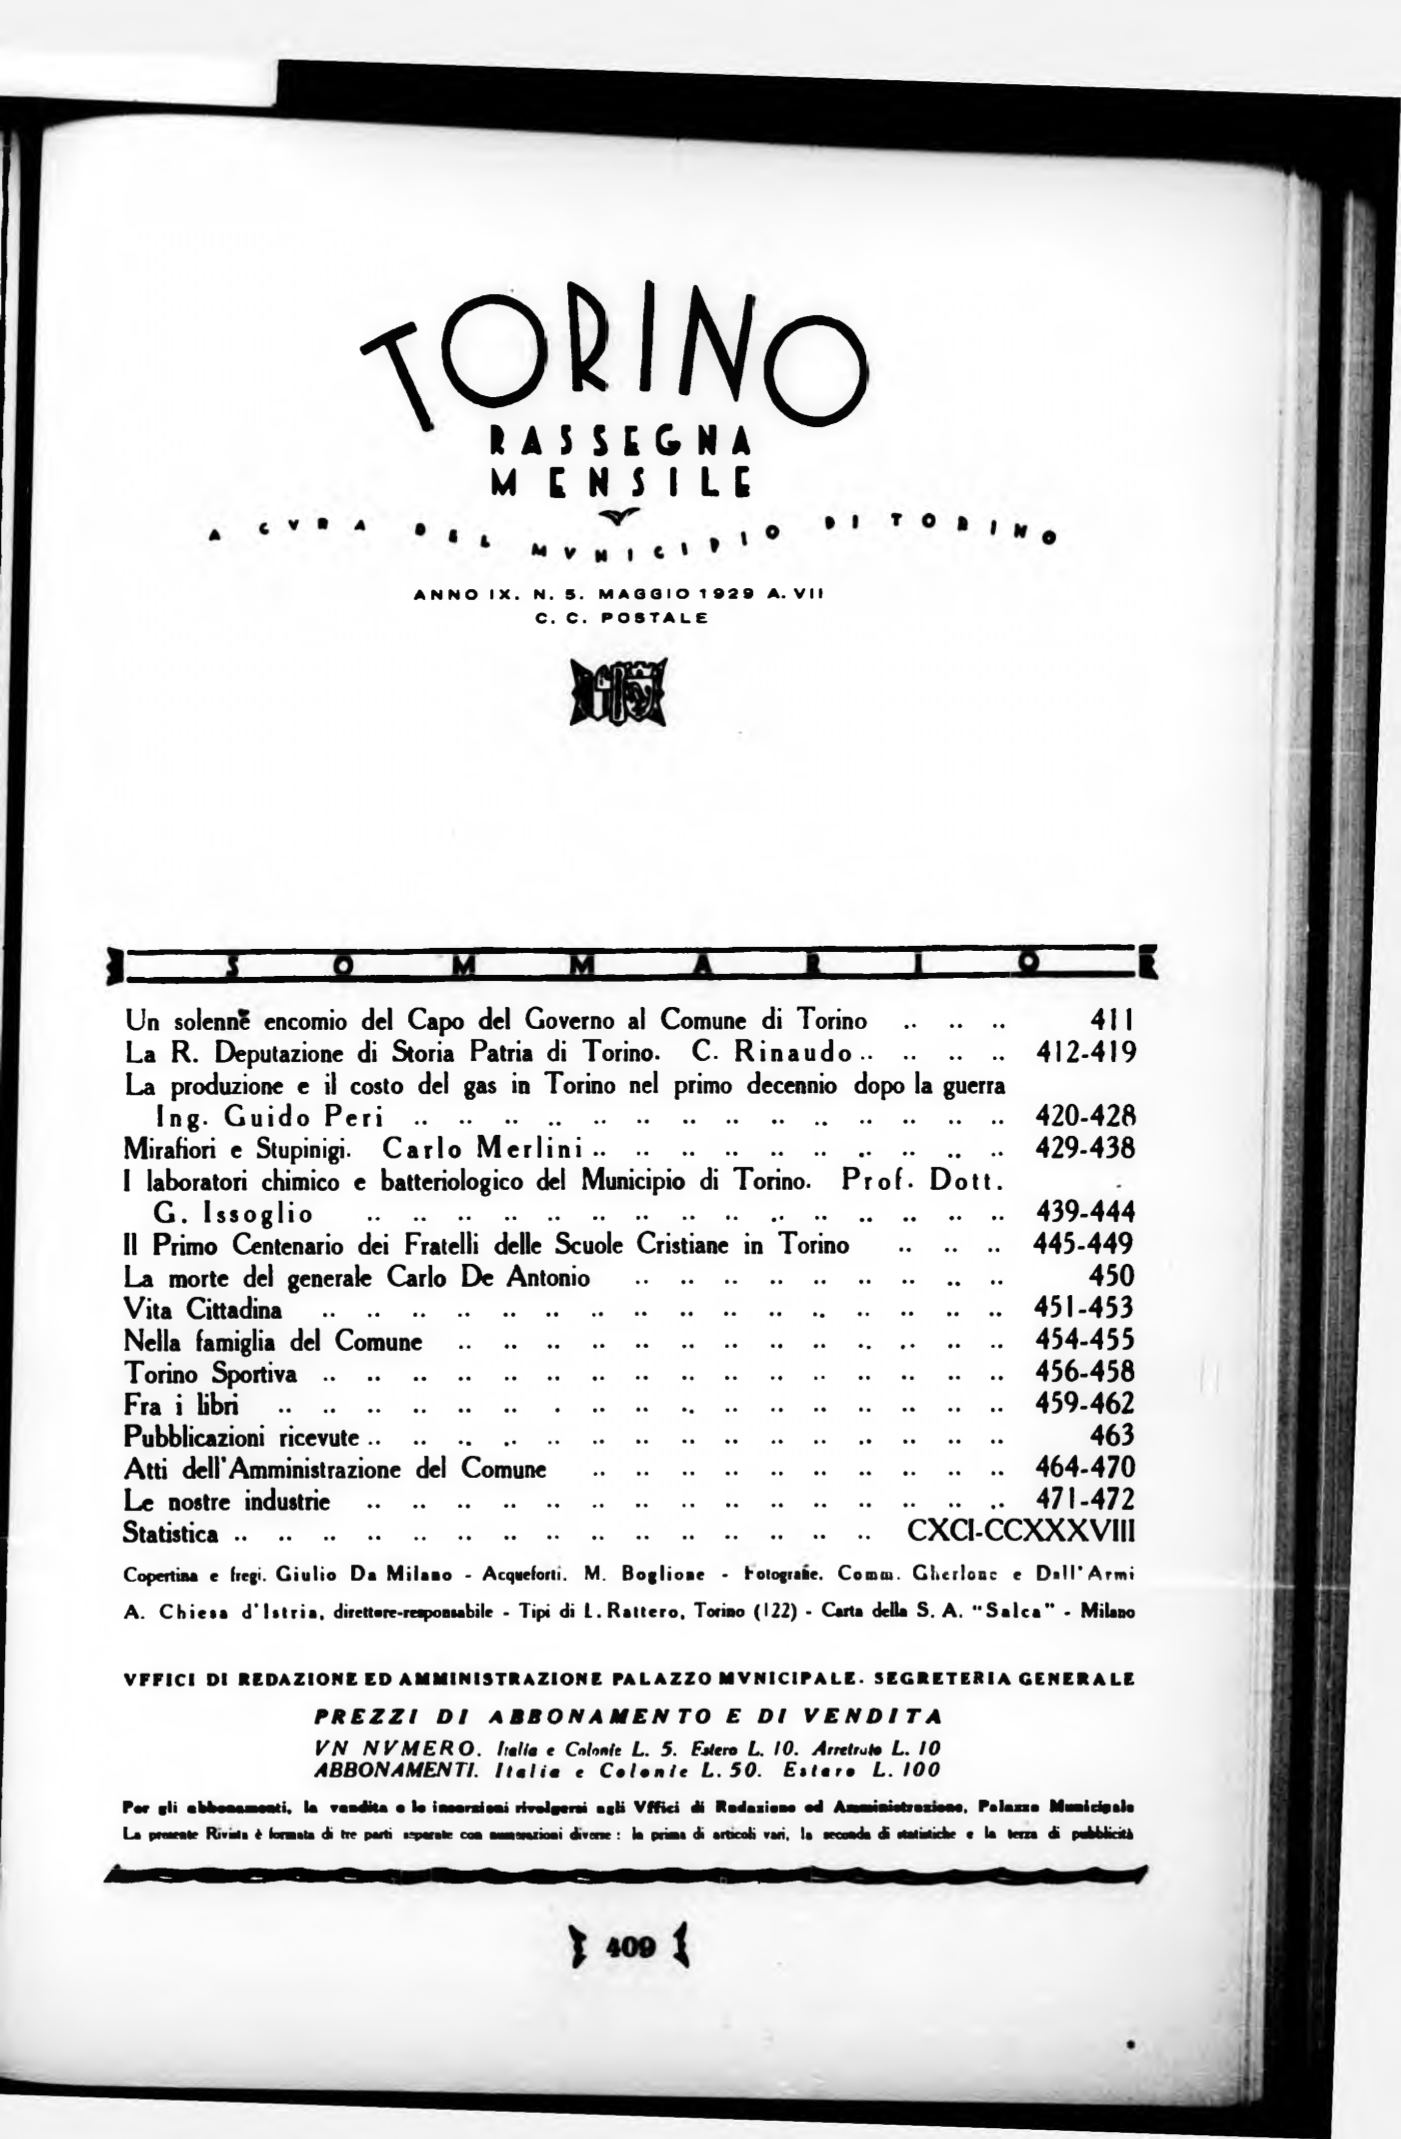 TORINO
RASSEGNA
MENSILE
A CVRA DEL MVNICIPIO DI TORINO
ANNO IX. N. 5. MAGGIO 1929 A. VII
C. C. POSTALE
SOMMARIO
Un solenne encomio del Capo del Governo al Comune di Torino .. .. .. 411
La R. Deputazione di Storia Patria di Torino. C. Rinaudo .. .. .. .. 412-419
La produzione e il costo del gas in Torino nel primo decennio dopo la guerra
Ing. Guido Peri .. .. .. .. .. .. .. .. .. .. .. .. .. .. 420-428
Mirafiori e Stupinigi. Carlo Merlini .. .. .. .. .. .. .. .. .. .. 429-438
I laboratori chimico e batteriologico del Municipio di Torino. Prof. Dott.
G. Issoglio .. .. .. .. .. .. .. .. .. .. .. .. .. .. .. 439-444
Il Primo Centenario dei Fratelli delle Scuole Cristiane in Torino .. .. .. 445-449
La morte del generale Carlo De Antonio .. .. .. .. .. .. .. .. .. 450
Vita Cittadina .. .. .. .. .. .. .. .. .. .. .. .. .. .. .. .. 451-453
Nella famiglia del Comune .. .. .. .. .. .. .. .. .. .. .. .. .. 454-455
Torino Sportiva .. .. .. .. .. .. .. .. .. .. .. .. .. .. .. .. 456-458
Fra i libri .. .. .. .. .. .. .. .. .. .. .. .. .. .. .. .. .. 459-462
Pubblicazioni ricevute .. .. .. .. .. .. .. .. .. .. .. .. .. .. .. 463
Atti dell'Amministrazione del Comune .. .. .. .. .. .. .. .. .. .. 464-470
Le nostre industrie .. .. .. .. .. .. .. .. .. .. .. .. .. .. .. 471-472
Statistica .. .. .. .. .. .. .. .. .. .. .. .. .. .. .. CXCI-CCXXXVIII
Copertina e fregi. Giulio Da Milano - Acqueforti. M. Boglione - Fotografie. Comm. Gherlone e Dall'Armi
A. Chiesa d'Istria, direttore-responsabile - Tipi di L. Rattero, Torino (122) - Carta della S. A. "Salca" - Milano
VFFICI DI REDAZIONE ED AMMINISTRAZIONE PALAZZO MVNICIPALE. SEGRETERIA GENERALE
PREZZI DI ABBONAMENTO E DI VENDITA
VN NVMERO. Italia e Colonie L. 5. Estero L. 10. Arretrato L. 10
ABBONAMENTI. Italia e Colonie L. 50. Estero L. 100
Per gli abbonamenti, la vendita e le inserzioni rivolgersi agli Vffici di Redazione ed Amministrazione, Palazzo Municipale
La presente Rivista è formata di tre parti separate con numerazioni diverse : la prima di articoli vari, la seconda di statistiche e la terza di pubblicità
409